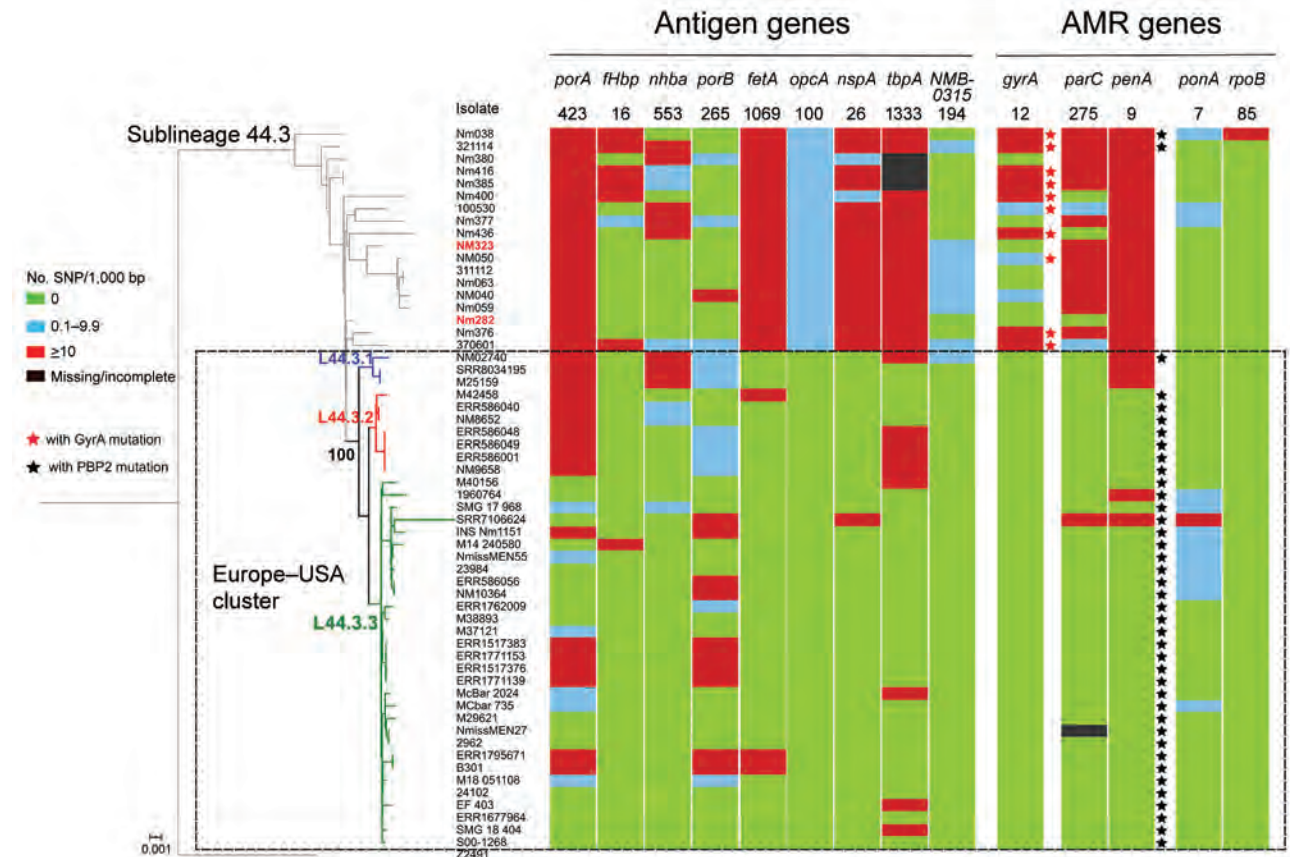 Antigen genes AMR genes
porA fHbp nhba porB fetA opcA nspA tbpA NMB-0315 gyrA parC penA ponA rpoB
Isolate
423 16 553 265 1069 100 26 1333 194 12 275 9 7 85
Sublineage 44.3
Nm038
321114
Nm380
Nm416
Nm385
Nm400
100530
Nm377
Nm436
NM323
NM050
311112
Nm063
NM040
Nm059
Nm282
Nm376
370601
No. SNP/1,000 bp
0
0.1–9.9
≥10
Missing/incomplete
with GyrA mutation
with PBP2 mutation
L44.3.1
L44.3.2
100
Europe–USA
cluster
L44.3.3
NM02740
SRR8034195
M25159
M42458
ERR586040
NM8652
ERR586048
ERR586049
ERR586001
NM9658
M40156
1960764
SMG 17 968
SRR7106624
INS Nm1151
M14 240580
NmissMEN55
23984
ERR586056
NM10364
ERR1762009
M38893
M37121
ERR1517383
ERR1771153
ERR1517376
ERR1771139
McBar 2024
MCbar 735
M29621
NmissMEN27
2962
ERR1795671
B301
M18 051108
24102
EF 403
ERR1677964
SMG 18 404
S00-1268
Z2491
0.001